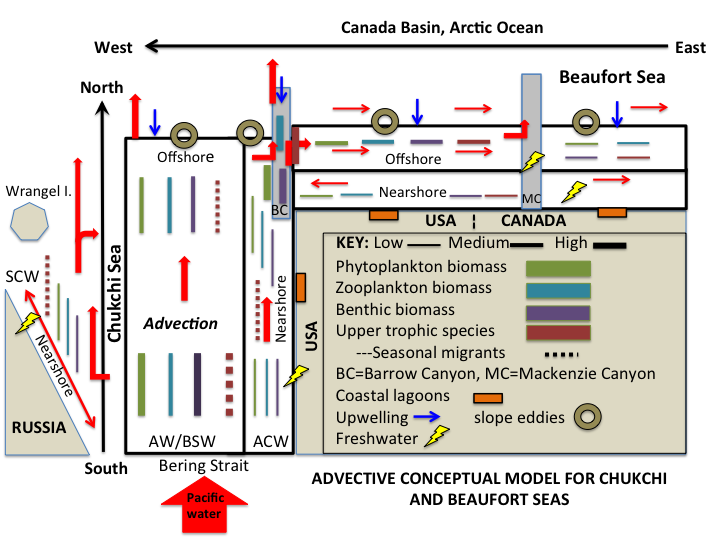 Canada Basin, Arctic Ocean
West
East
North
Beaufort Sea
Offshore
Offshore
Wrangel I.
Nearshore
BC
MC
USA ¦ CANADA
KEY: Low Medium High
Phytoplankton biomass
Zooplankton biomass
Benthic biomass
Upper trophic species
---Seasonal migrants
BC=Barrow Canyon, MC=Mackenzie Canyon
Coastal lagoons
Upwelling slope eddies
Freshwater
SCW
Chukchi Sea
Advection
Nearshore
USA
Nearshore
RUSSIA
AW/BSW
ACW
South
Bering Strait
Pacific
water
ADVECTIVE CONCEPTUAL MODEL FOR CHUKCHI
AND BEAUFORT SEAS